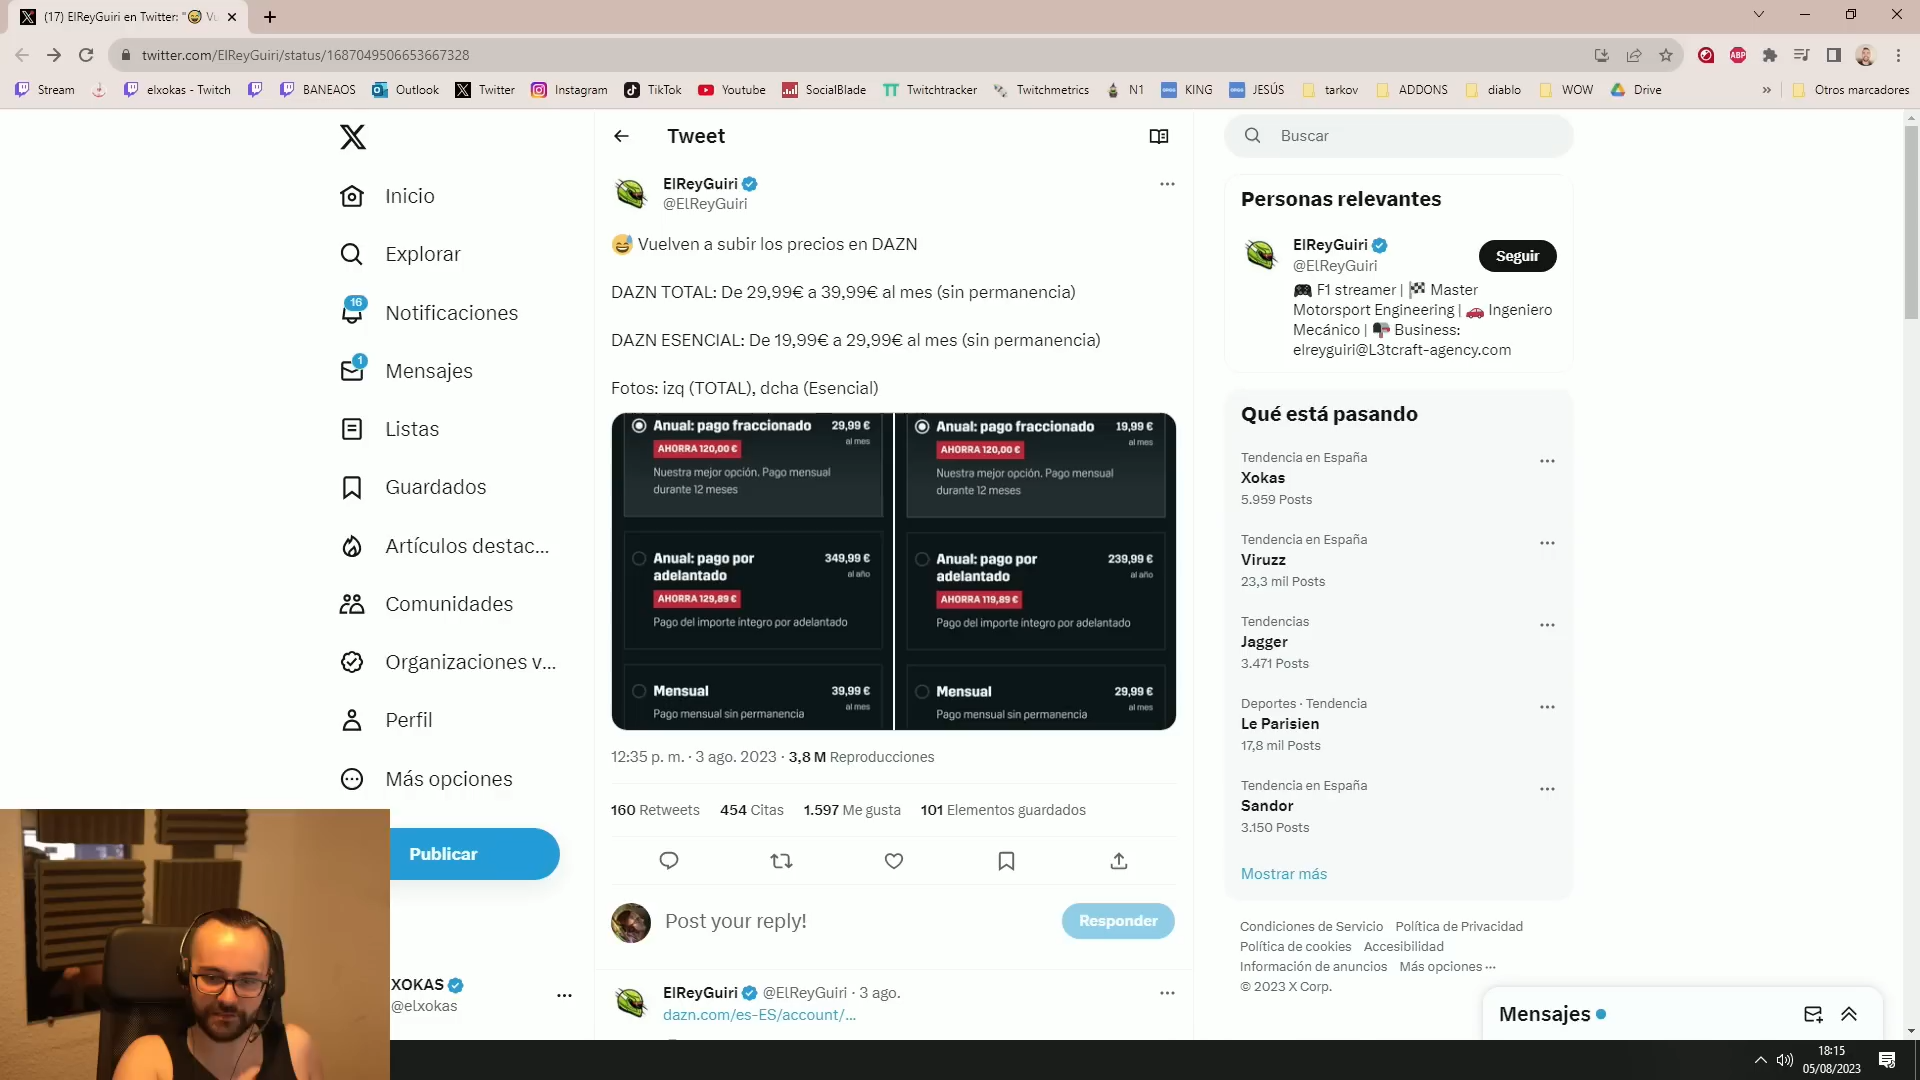 (17) ElReyGuiri en Twitter: "😅 Vu
twitter.com/ElReyGuiri/status/1687049506653667328
ABP
Stream
elxokas - Twitch
BANEAOS
Outlook
Twitter
Instagram
TikTok
Youtube
SocialBlade
Twitchtracker
Twitchmetrics
N1
KING
JESÚS
tarkov
ADDONS
diablo
WOW
Drive
»
Otros marcadores
Inicio
Explorar
16
Notificaciones
1
Mensajes
Listas
Guardados
Artículos destac...
Comunidades
Organizaciones v...
Perfil
Más opciones
Publicar
XOKAS
@elxokas
Tweet
ElReyGuiri
@ElReyGuiri
😅 Vuelven a subir los precios en DAZN
DAZN TOTAL: De 29,99€ a 39,99€ al mes (sin permanencia)
DAZN ESENCIAL: De 19,99€ a 29,99€ al mes (sin permanencia)
Fotos: izq (TOTAL), dcha (Esencial)
Anual: pago fraccionado 29,99 €
al mes
AHORRA 120,00 €
Nuestra mejor opción. Pago mensual
durante 12 meses
Anual: pago por 349,99 €
adelantado al año
AHORRA 129,89 €
Pago del importe íntegro por adelantado
Mensual 39,99 €
al mes
Pago mensual sin permanencia
Anual: pago fraccionado 19,99 €
al mes
AHORRA 120,00 €
Nuestra mejor opción. Pago mensual
durante 12 meses
Anual: pago por 239,99 €
adelantado al año
AHORRA 119,89 €
Pago del importe íntegro por adelantado
Mensual 29,99 €
al mes
Pago mensual sin permanencia
12:35 p. m. · 3 ago. 2023 · 3,8 M Reproducciones
160 Retweets 454 Citas 1.597 Me gusta 101 Elementos guardados
Post your reply!
Responder
ElReyGuiri @ElReyGuiri · 3 ago.
dazn.com/es-ES/account/...
Buscar
Personas relevantes
ElReyGuiri
@ElReyGuiri
Seguir
🎮 F1 streamer | 🏁 Master
Motorsport Engineering | 🚗 Ingeniero
Mecánico | 📭 Business:
elreyguiri@L3tcraft-agency.com
Qué está pasando
Tendencia en España
Xokas
5.959 Posts
Tendencia en España
Viruzz
23,3 mil Posts
Tendencias
Jagger
3.471 Posts
Deportes · Tendencia
Le Parisien
17,8 mil Posts
Tendencia en España
Sandor
3.150 Posts
Mostrar más
Condiciones de Servicio Política de Privacidad
Política de cookies Accesibilidad
Información de anuncios Más opciones ···
© 2023 X Corp.
Mensajes
18:15
05/08/2023